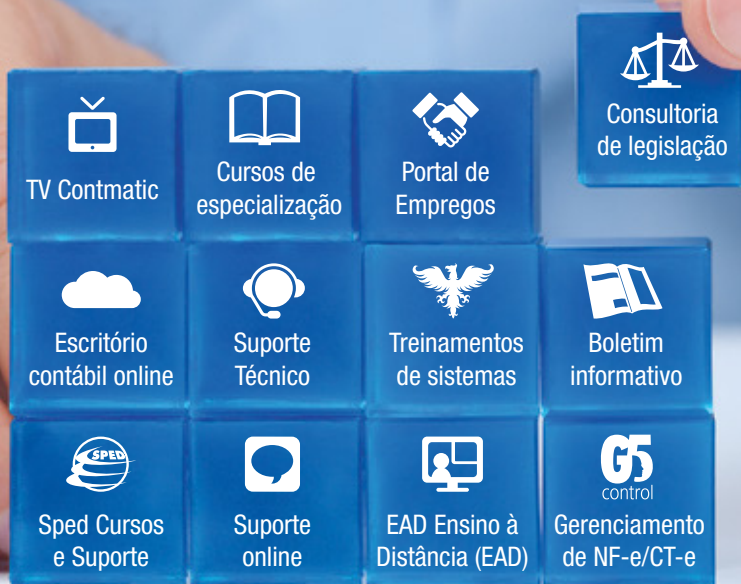 Consultoria
de legislação
TV Contmatic
Cursos de
especialização
Portal de
Empregos
Escritório
contábil online
Suporte
Técnico
Treinamentos
de sistemas
Boletim
informativo
SPED
Sped Cursos
e Suporte
Suporte
online
EAD Ensino à
Distância (EAD)
G5
control
Gerenciamento
de NF-e/CT-e